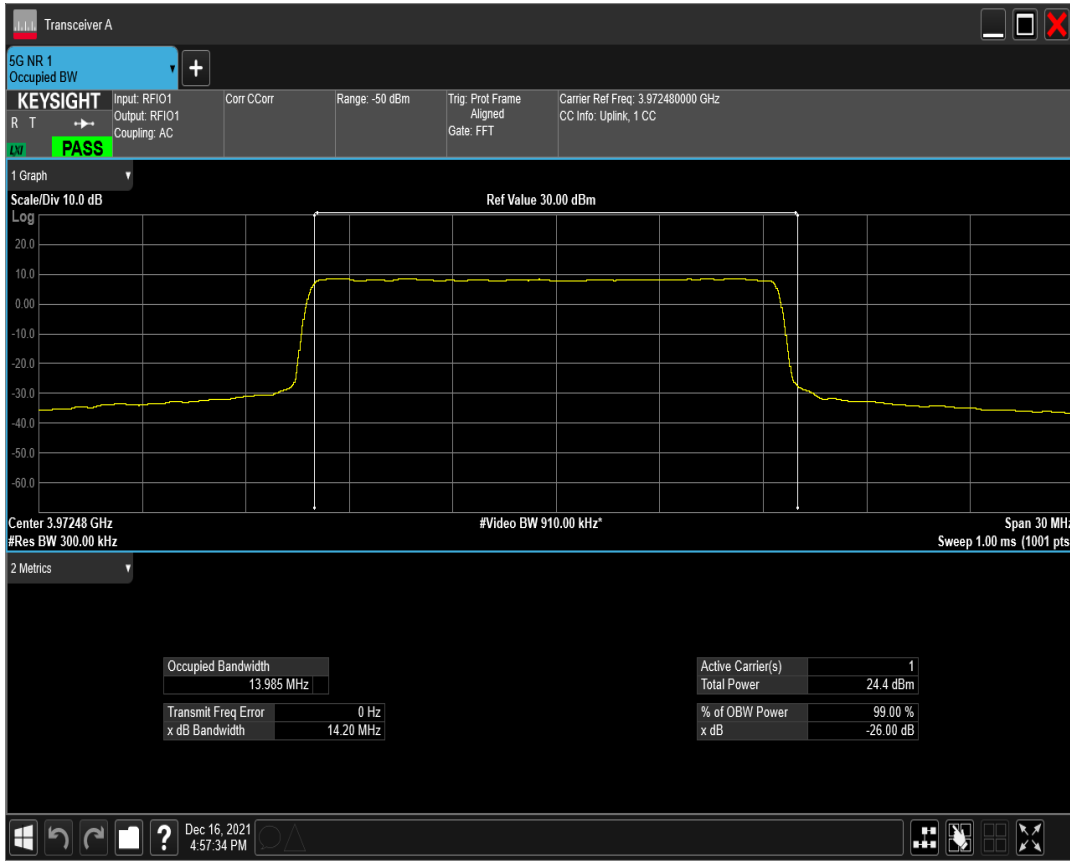 Transceiver A
5G NR 1
Occupied BW
KEYSIGHT
R T
LXI
PASS
Input: RFIO1
Output: RFIO1
Coupling: AC
Corr CCorr
Range: -50 dBm
Trig: Prot Frame
Aligned
Gate: FFT
Carrier Ref Freq: 3.972480000 GHz
CC Info: Uplink, 1 CC
1 Graph
Scale/Div 10.0 dB
Ref Value 30.00 dBm
Log
20.0
10.0
0.00
-10.0
-20.0
-30.0
-40.0
-50.0
-60.0
Center 3.97248 GHz
#Video BW 910.00 kHz*
Span 30 MHz
#Res BW 300.00 kHz
Sweep 1.00 ms (1001 pts
2 Metrics
Occupied Bandwidth
13.985 MHz
Transmit Freq Error 0 Hz
x dB Bandwidth 14.20 MHz
Active Carrier(s) 1
Total Power 24.4 dBm
% of OBW Power 99.00 %
x dB -26.00 dB
?
Dec 16, 2021
4:57:34 PM